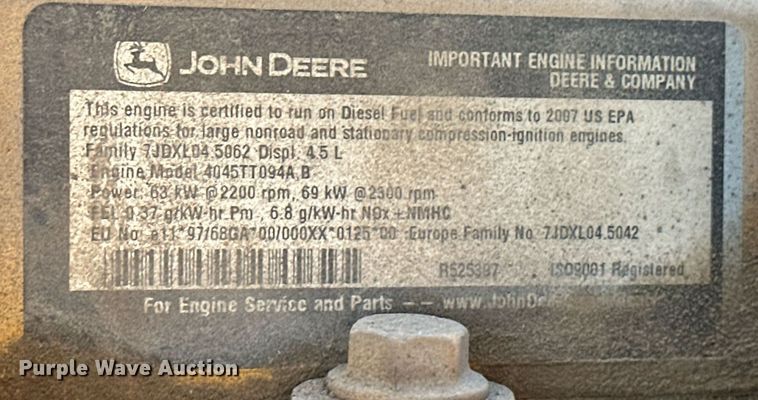 JOHN DEERE
IMPORTANT ENGINE INFORMATION
DEERE & COMPANY
This engine is certified to run on Diesel Fuel and conforms to 2007 US EPA
regulations for large nonroad and stationary compression-ignition engines.
Family 7JDXL04.5062 Displ. 4.5 L
Engine Model 4045TT094A,B
Power: 63 kW @ 2200 rpm, 69 kW @ 2300 rpm
FEL 0.37 g/kW-hr Pm , 6.8 g/kW-hr NOx + NMHC
EU No. e11*97/68GA*00/000XX*0125*00 Europe Family No. 7JDXL04.5042
R525387 ISO9001 Registered
For Engine Service and Parts -- www.JohnDe
Purple Wave Auction